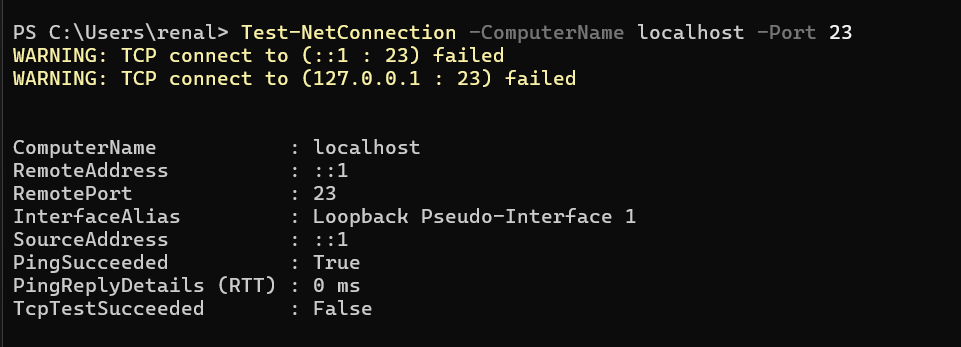 PS C:\Users\renal> Test-NetConnection -ComputerName localhost -Port 23
WARNING: TCP connect to (::1 : 23) failed
WARNING: TCP connect to (127.0.0.1 : 23) failed
ComputerName : localhost
RemoteAddress : ::1
RemotePort : 23
InterfaceAlias : Loopback Pseudo-Interface 1
SourceAddress : ::1
PingSucceeded : True
PingReplyDetails (RTT) : 0 ms
TcpTestSucceeded : False